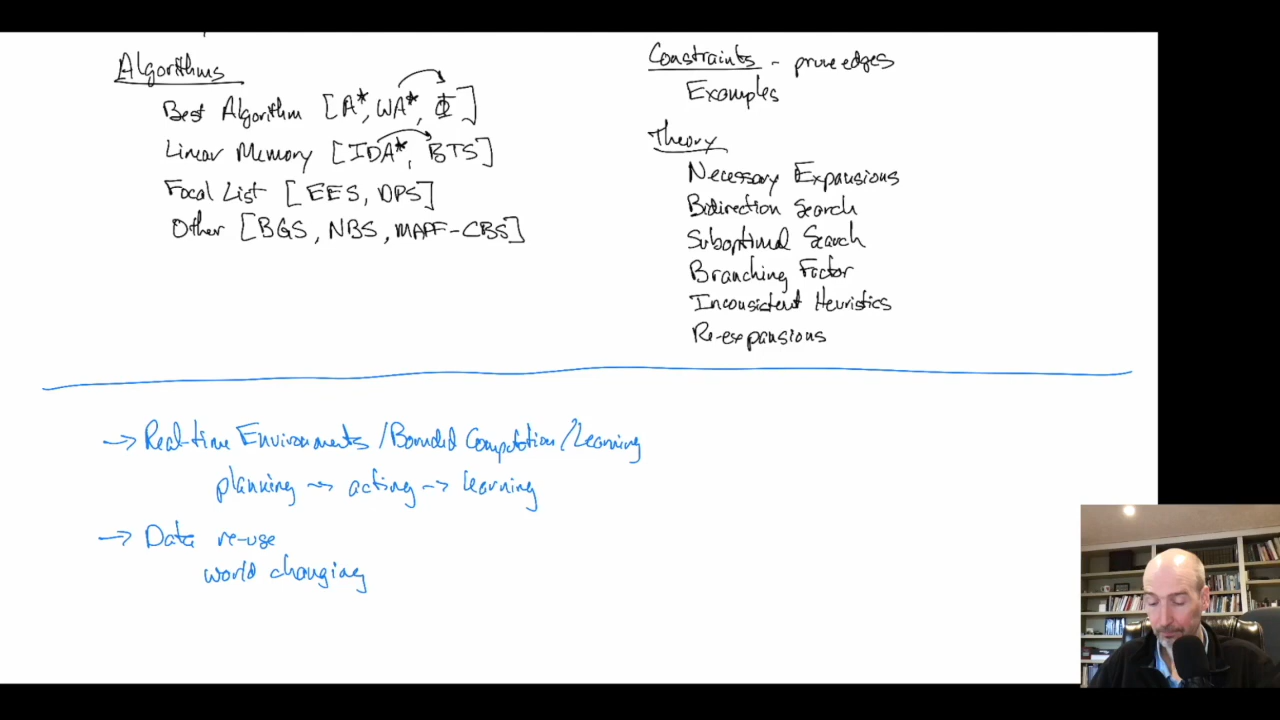 Algorithms
Best Algorithm [A*, WA*, Φ]
Linear Memory [IDA*, BTS]
Focal List [EES, DPS]
Other [BGS, NBS, MAPF-CBS]
Constraints - prune edges
Examples
Theory
Necessary Expansions
Bidirection Search
Suboptimal Search
Branching Factor
Inconsistent Heuristics
Re-expansions
→ Real-time Environments/Bounded Computation/Learning
planning → acting → learning
→ Data re-use
world changing